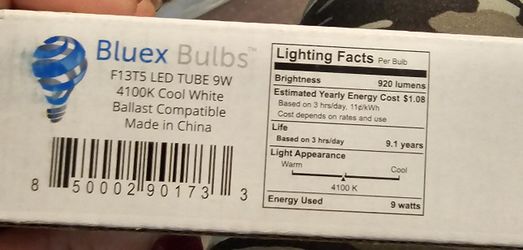 Bluex Bulbs™
F13T5 LED TUBE 9W
4100K Cool White
Ballast Compatible
Made in China
8 50002 90173 3
Lighting Facts Per Bulb
Brightness 920 lumens
Estimated Yearly Energy Cost $1.08
Based on 3 hrs/day, 11¢/kWh
Cost depends on rates and use
Life
Based on 3 hrs/day 9.1 years
Light Appearance
Warm Cool
4100 K
Energy Used 9 watts